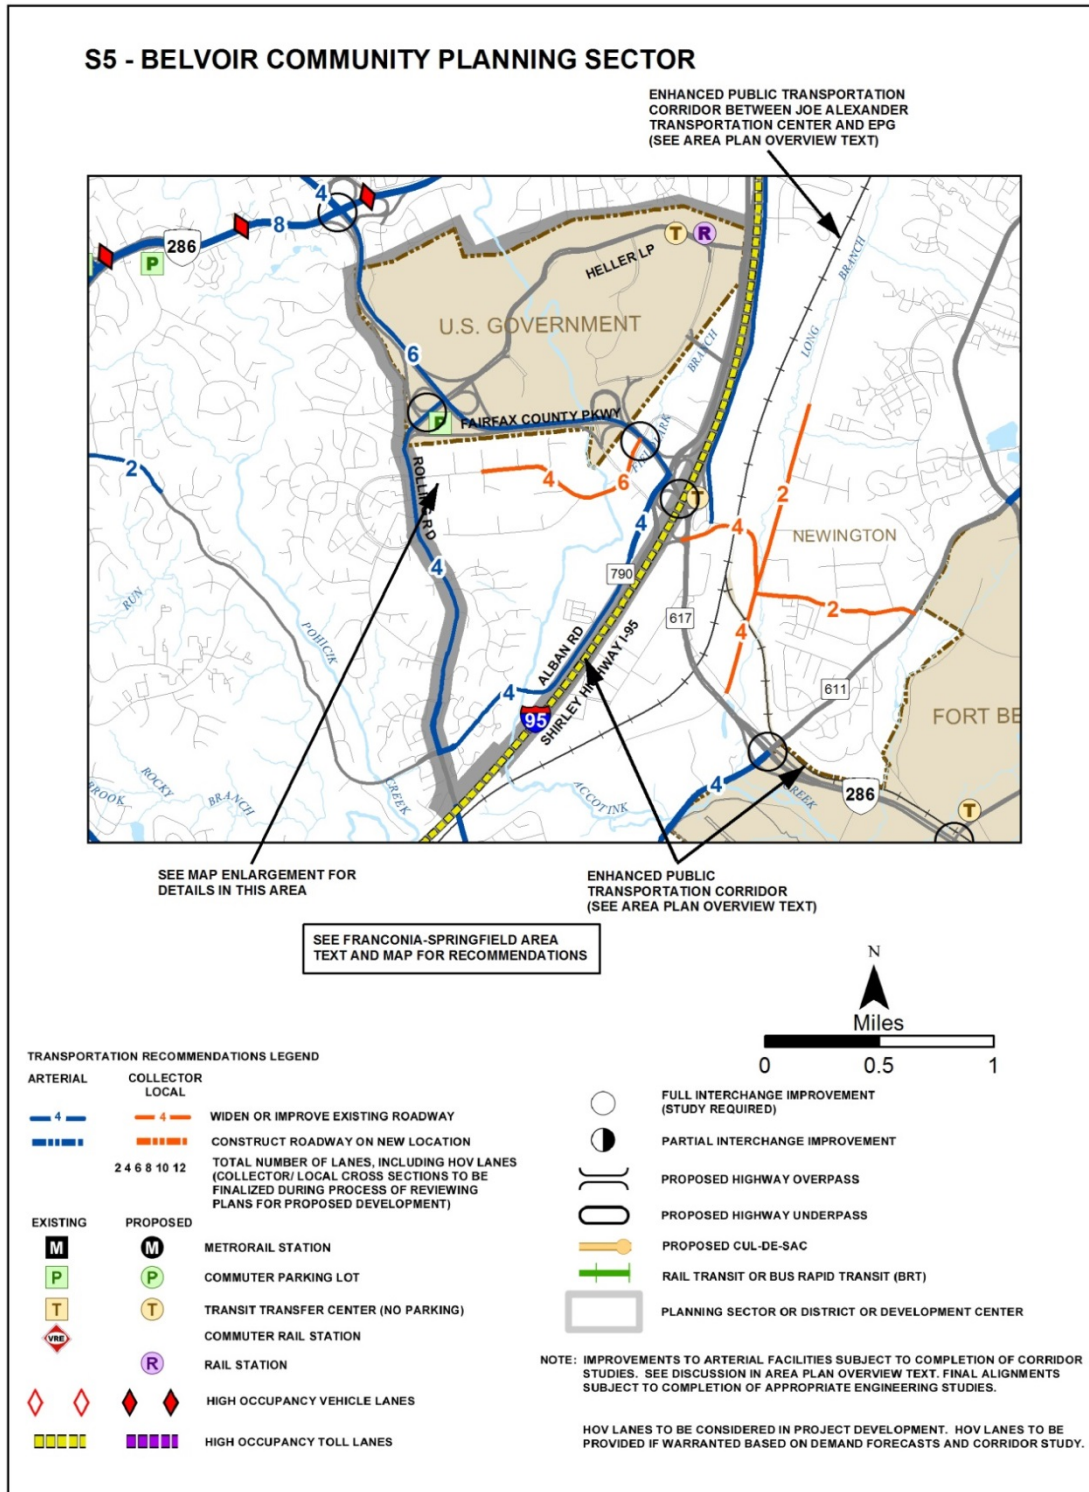 S5 - BELVOIR COMMUNITY PLANNING SECTOR
ENHANCED PUBLIC TRANSPORTATION
CORRIDOR BETWEEN JOE ALEXANDER
TRANSPORTATION CENTER AND EPG
(SEE AREA PLAN OVERVIEW TEXT)
4
8
286
P
T
R
HELLER LP
BRANCH
LONG
U.S. GOVERNMENT
6
BRANCH
P
FAIRFAX COUNTY PKWY
FIELDLARK
ROLLING RD
2
4
6
T
2
4
4
NEWINGTON
4
790
617
2
4
RUN
POHICIK
ALBAN RD
SHIRLEY HIGHWAY I-95
4
95
611
FORT BE
ROCKY
BROOK
BRANCH
CREEK
ACCOTINK
4
CREEK
286
T
SEE MAP ENLARGEMENT FOR
DETAILS IN THIS AREA
ENHANCED PUBLIC
TRANSPORTATION CORRIDOR
(SEE AREA PLAN OVERVIEW TEXT)
SEE FRANCONIA-SPRINGFIELD AREA
TEXT AND MAP FOR RECOMMENDATIONS
N
Miles
0 0.5 1
TRANSPORTATION RECOMMENDATIONS LEGEND
ARTERIAL COLLECTOR
LOCAL
4 4 WIDEN OR IMPROVE EXISTING ROADWAY
CONSTRUCT ROADWAY ON NEW LOCATION
2 4 6 8 10 12 TOTAL NUMBER OF LANES, INCLUDING HOV LANES
(COLLECTOR/ LOCAL CROSS SECTIONS TO BE
FINALIZED DURING PROCESS OF REVIEWING
PLANS FOR PROPOSED DEVELOPMENT)
EXISTING PROPOSED
M M METRORAIL STATION
P P COMMUTER PARKING LOT
T T TRANSIT TRANSFER CENTER (NO PARKING)
VRE COMMUTER RAIL STATION
R RAIL STATION
HIGH OCCUPANCY VEHICLE LANES
HIGH OCCUPANCY TOLL LANES
FULL INTERCHANGE IMPROVEMENT
(STUDY REQUIRED)
PARTIAL INTERCHANGE IMPROVEMENT
PROPOSED HIGHWAY OVERPASS
PROPOSED HIGHWAY UNDERPASS
PROPOSED CUL-DE-SAC
RAIL TRANSIT OR BUS RAPID TRANSIT (BRT)
PLANNING SECTOR OR DISTRICT OR DEVELOPMENT CENTER
NOTE: IMPROVEMENTS TO ARTERIAL FACILITIES SUBJECT TO COMPLETION OF CORRIDOR
STUDIES. SEE DISCUSSION IN AREA PLAN OVERVIEW TEXT. FINAL ALIGNMENTS
SUBJECT TO COMPLETION OF APPROPRIATE ENGINEERING STUDIES.
HOV LANES TO BE CONSIDERED IN PROJECT DEVELOPMENT. HOV LANES TO BE
PROVIDED IF WARRANTED BASED ON DEMAND FORECASTS AND CORRIDOR STUDY.